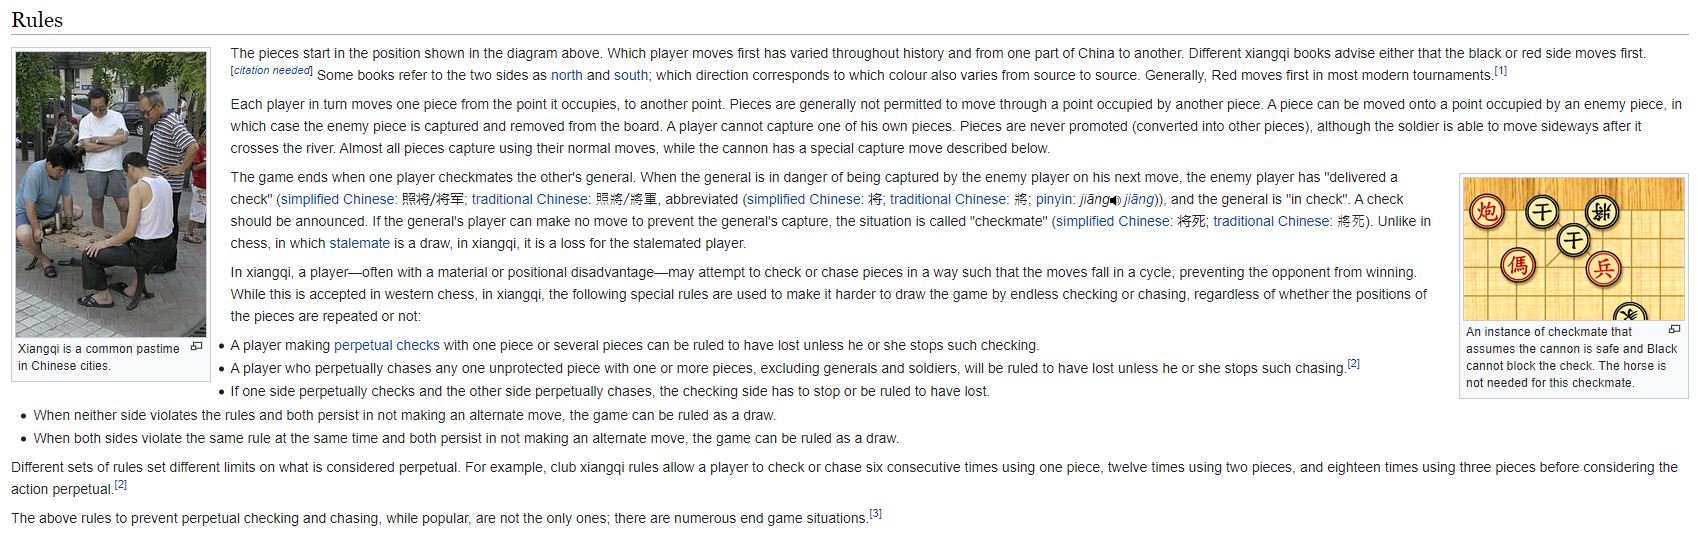 Rules
The pieces start in the position shown in the diagram above. Which player moves first has varied throughout history and from one part of China to another. Different xiangqi books advise either that the black or red side moves first.
[citation needed] Some books refer to the two sides as north and south; which direction corresponds to which colour also varies from source to source. Generally, Red moves first in most modern tournaments.[1]
Each player in turn moves one piece from the point it occupies, to another point. Pieces are generally not permitted to move through a point occupied by another piece. A piece can be moved onto a point occupied by an enemy piece, in
which case the enemy piece is captured and removed from the board. A player cannot capture one of his own pieces. Pieces are never promoted (converted into other pieces), although the soldier is able to move sideways after it
crosses the river. Almost all pieces capture using their normal moves, while the cannon has a special capture move described below.
The game ends when one player checkmates the other's general. When the general is in danger of being captured by the enemy player on his next move, the enemy player has "delivered a
check" (simplified Chinese: 照将/将军; traditional Chinese: 照將/將軍, abbreviated (simplified Chinese: 将; traditional Chinese: 將; pinyin: jiāng jiāng)), and the general is "in check". A check
should be announced. If the general's player can make no move to prevent the general's capture, the situation is called "checkmate" (simplified Chinese: 将死; traditional Chinese: 將死). Unlike in
chess, in which stalemate is a draw, in xiangqi, it is a loss for the stalemated player.
In xiangqi, a player—often with a material or positional disadvantage—may attempt to check or chase pieces in a way such that the moves fall in a cycle, preventing the opponent from winning.
While this is accepted in western chess, in xiangqi, the following special rules are used to make it harder to draw the game by endless checking or chasing, regardless of whether the positions of
the pieces are repeated or not:
• A player making perpetual checks with one piece or several pieces can be ruled to have lost unless he or she stops such checking.
• A player who perpetually chases any one unprotected piece with one or more pieces, excluding generals and soldiers, will be ruled to have lost unless he or she stops such chasing.[2]
• If one side perpetually checks and the other side perpetually chases, the checking side has to stop or be ruled to have lost.
• When neither side violates the rules and both persist in not making an alternate move, the game can be ruled as a draw.
• When both sides violate the same rule at the same time and both persist in not making an alternate move, the game can be ruled as a draw.
Different sets of rules set different limits on what is considered perpetual. For example, club xiangqi rules allow a player to check or chase six consecutive times using one piece, twelve times using two pieces, and eighteen times using three pieces before considering the
action perpetual.[2]
The above rules to prevent perpetual checking and chasing, while popular, are not the only ones; there are numerous end game situations.[3]
Xiangqi is a common pastime
in Chinese cities.
炮 士 將
士
傌 兵
An instance of checkmate that
assumes the cannon is safe and Black
cannot block the check. The horse is
not needed for this checkmate.